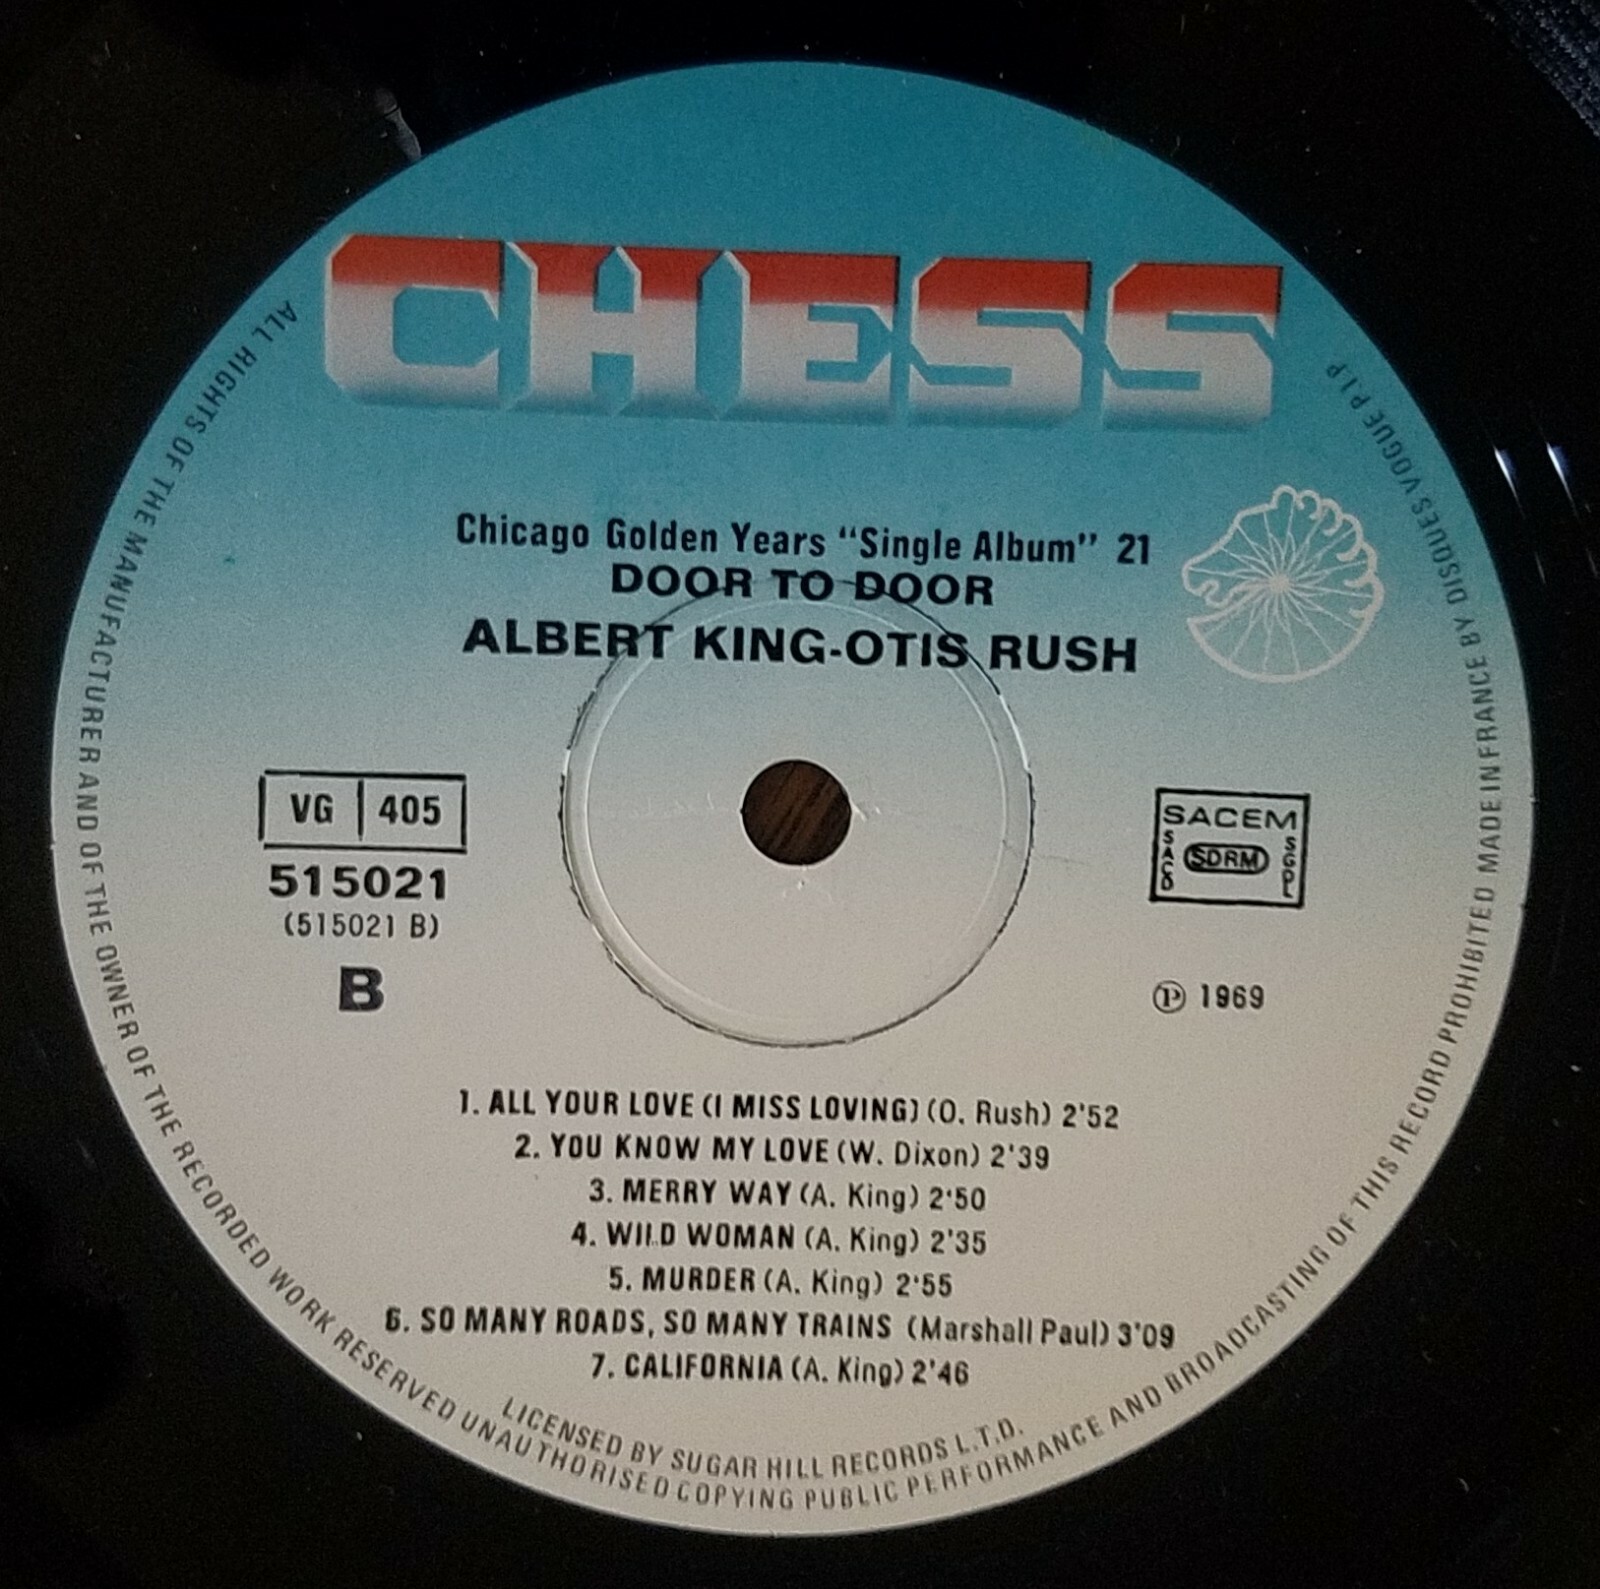 CHESS
Chicago Golden Years “Single Album” 21
DOOR TO DOOR
ALBERT KING-OTIS RUSH
VG 405
515021
(515021 B)
B
SACEM
SACD SDRM SGDL
Ⓟ 1969
1. ALL YOUR LOVE (I MISS LOVING) (O. Rush) 2'52
2. YOU KNOW MY LOVE (W. Dixon) 2'39
3. MERRY WAY (A. King) 2'50
4. WILD WOMAN (A. King) 2'35
5. MURDER (A. King) 2'55
6. SO MANY ROADS, SO MANY TRAINS (Marshall Paul) 3'09
7. CALIFORNIA (A. King) 2'46
LICENSED BY SUGAR HILL RECORDS L.T.D.
ALL RIGHTS OF THE MANUFACTURER AND OF THE OWNER OF THE RECORDED WORK RESERVED UNAUTHORISED COPYING PUBLIC PERFORMANCE AND BROADCASTING OF THIS RECORD PROHIBITED MADE IN FRANCE BY DISQUES VOGUE P.I.P